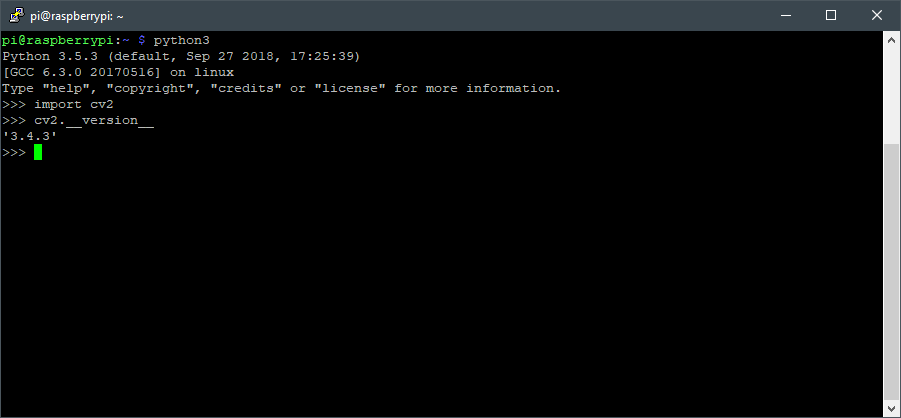 pi@raspberrypi: ~
pi@raspberrypi:~ $ python3
Python 3.5.3 (default, Sep 27 2018, 17:25:39)
[GCC 6.3.0 20170516] on linux
Type "help", "copyright", "credits" or "license" for more information.
>>> import cv2
>>> cv2.__version__
'3.4.3'
>>>